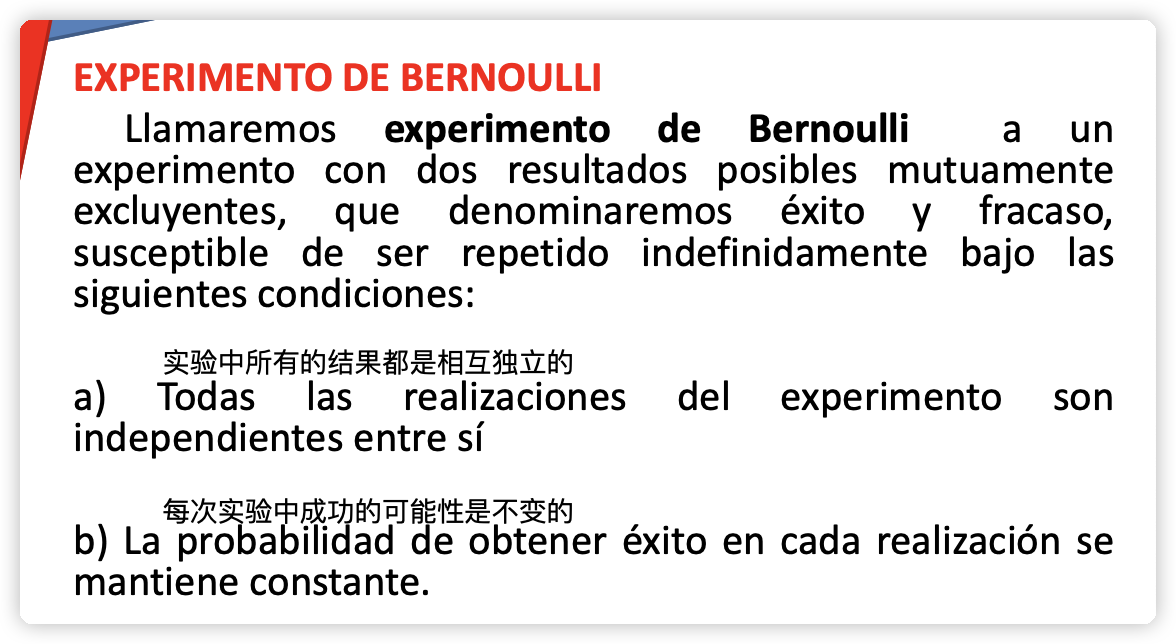 EXPERIMENTO DE BERNOULLI
Llamaremos experimento de Bernoulli a un
experimento con dos resultados posibles mutuamente
excluyentes, que denominaremos éxito y fracaso,
susceptible de ser repetido indefinidamente bajo las
siguientes condiciones:
实验中所有的结果都是相互独立的
a) Todas las realizaciones del experimento son
independientes entre sí
每次实验中成功的可能性是不变的
b) La probabilidad de obtener éxito en cada realización se
mantiene constante.